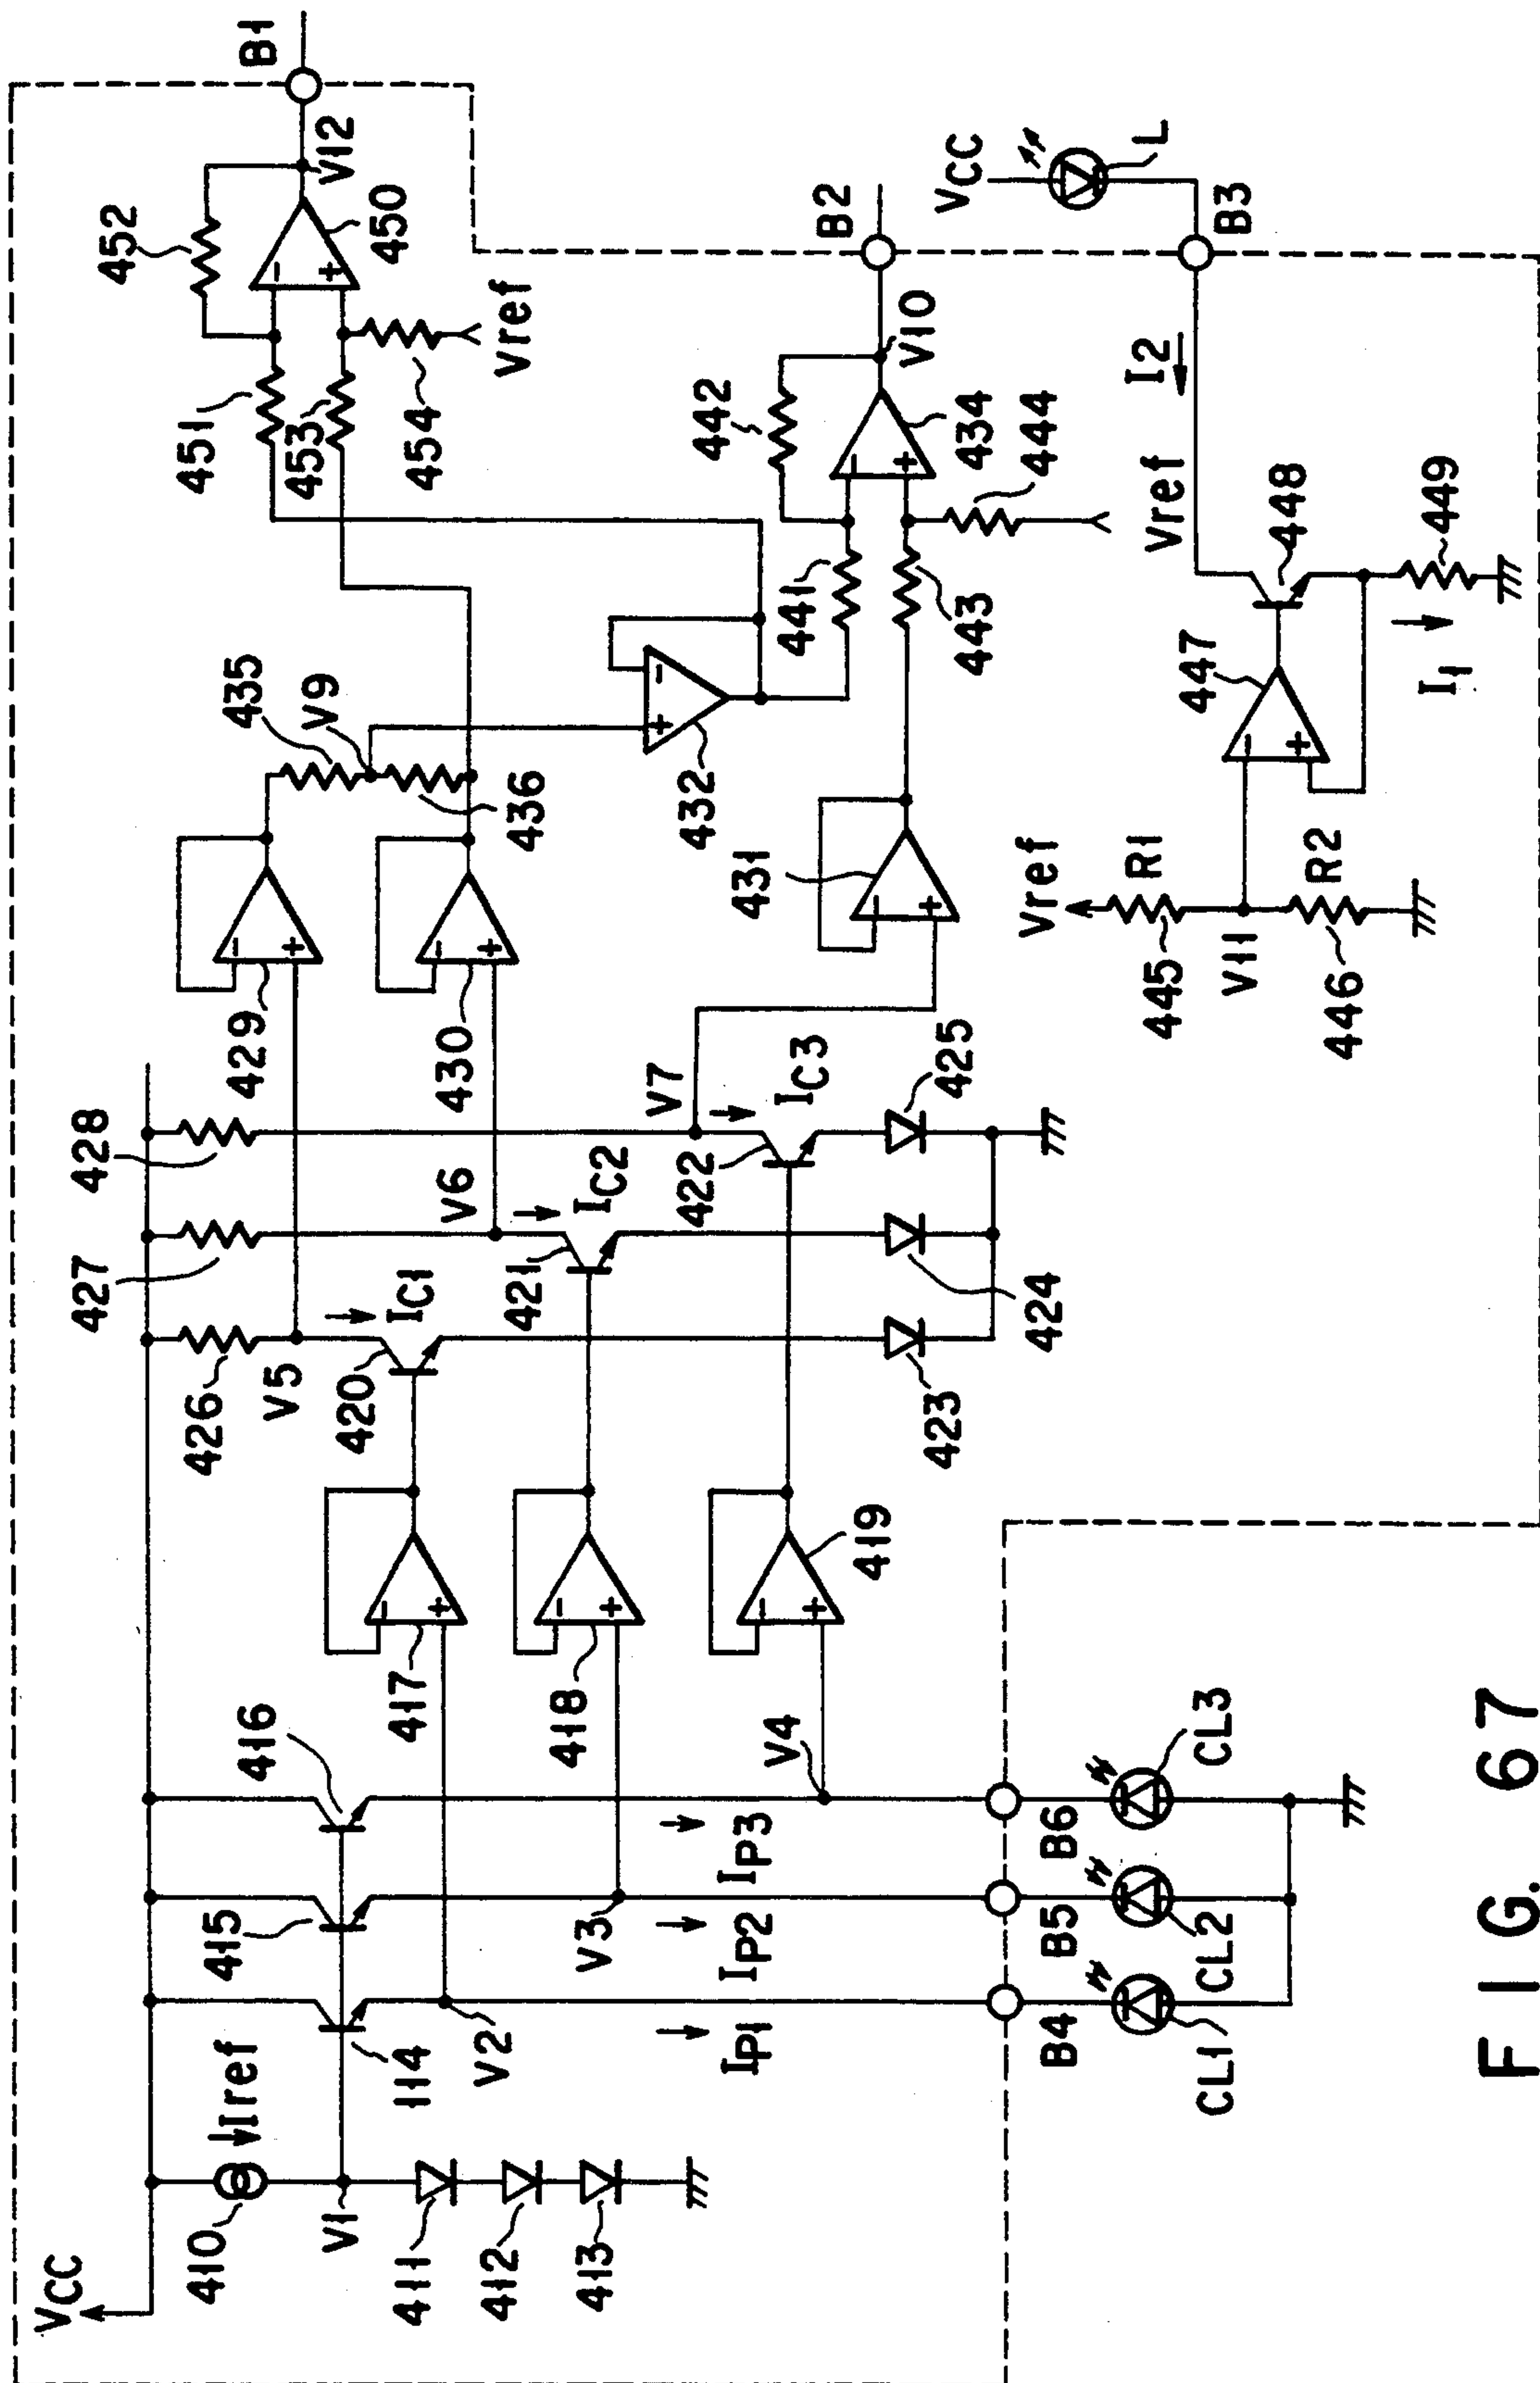 VCC
410
Iref
V1
411
412
413
114
415
416
V2
V3
V4
IP1
IP2
IP3
B4
B5
B6
CL1
CL2
CL3
417
-
+
418
-
+
419
-
+
426
427
428
V5
V6
V7
420
421
422
IC1
IC2
IC3
423
424
425
429
-
+
430
-
+
431
-
+
435
V9
436
432
+
-
451
452
453
454
Vref
-
+
450
V12
B1
441
442
443
444
Vref
-
+
434
V10
B2
Vref
445
R1
V11
446
R2
447
-
+
448
449
I1
I2
B3
VCC
L
FIG. 67